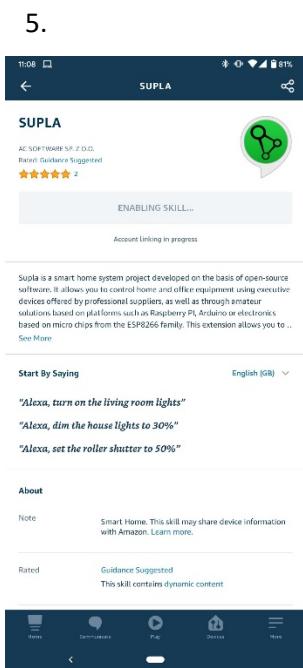 5.
11:08 81%
SUPLA
SUPLA
AC SOFTWARE SP. Z O.O.
Rated: Guidance Suggested
2
ENABLING SKILL...
Account linking in progress
Supla is a smart home system project developed on the basis of open-source
software. It allows you to control home and office equipment using executive
devices offered by professional suppliers, as well as through amateur
solutions based on platforms such as Raspberry PI, Arduino or electronics
based on micro chips from the ESP8266 family. This extension allows you to ..
See More
Start By Saying English (GB)
"Alexa, turn on the living room lights"
"Alexa, dim the house lights to 30%"
"Alexa, set the roller shutter to 50%"
About
Note Smart Home. This skill may share device information
with Amazon. Learn more.
Rated Guidance Suggested
This skill contains dynamic content
Home Communicate Play Devices More